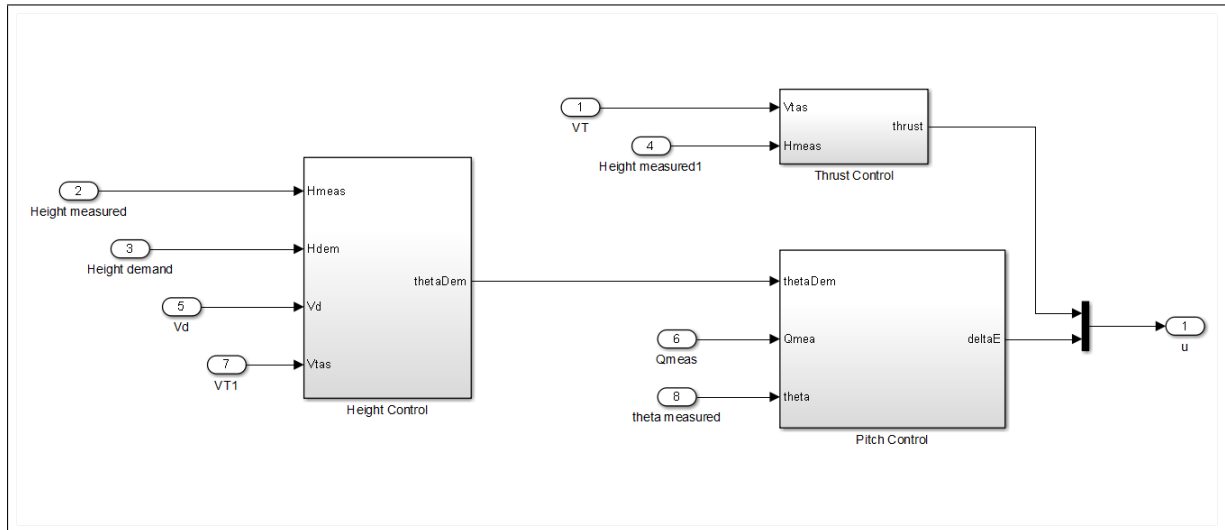 1
VT
Vtas
thrust
4
Height measured1
Hmeas
Thrust Control
2
Height measured
Hmeas
3
Height demand
Hdem
thetaDem
5
Vd
Vd
7
VT1
Vtas
Height Control
thetaDem
6
Qmeas
Qmea
deltaE
8
theta measured
theta
Pitch Control
1
u